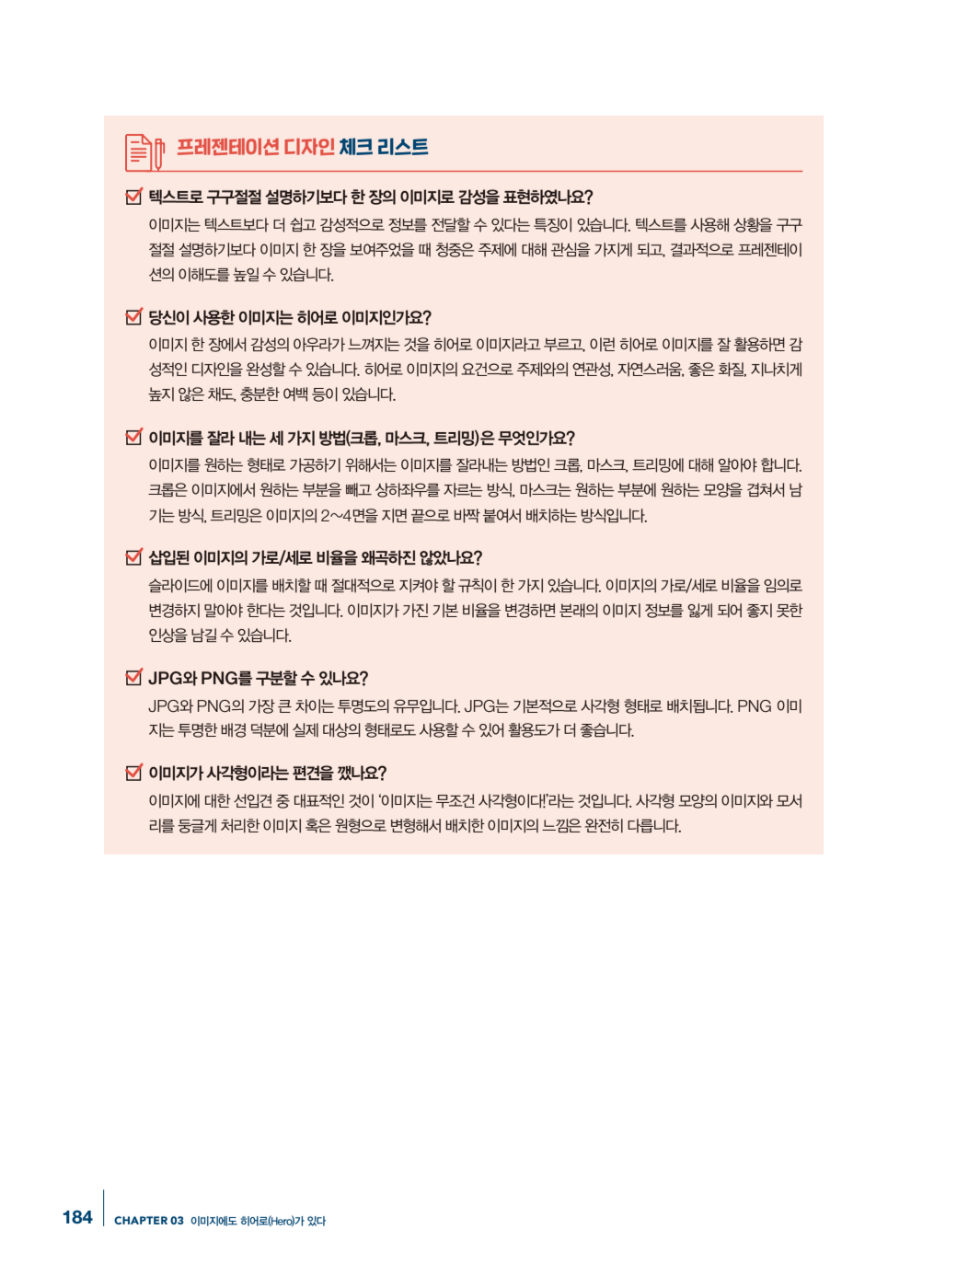 프레젠테이션 디자인 체크 리스트
텍스트로 구구절절 설명하기보다 한 장의 이미지로 감성을 표현하였나요?
이미지는 텍스트보다 더 쉽고 감성적으로 정보를 전달할 수 있다는 특징이 있습니다. 텍스트를 사용해 상황을 구구
절절 설명하기보다 이미지 한 장을 보여주었을 때 청중은 주제에 대해 관심을 가지게 되고, 결과적으로 프레젠테이
션의 이해도를 높일 수 있습니다.
당신이 사용한 이미지는 히어로 이미지인가요?
이미지 한 장에서 감성의 아우라가 느껴지는 것을 히어로 이미지라고 부르고, 이런 히어로 이미지를 잘 활용하면 감
성적인 디자인을 완성할 수 있습니다. 히어로 이미지의 요건으로 주제와의 연관성, 자연스러움, 좋은 화질, 지나치게
높지 않은 채도, 충분한 여백 등이 있습니다.
이미지를 잘라 내는 세 가지 방법(크롭, 마스크, 트리밍)은 무엇인가요?
이미지를 원하는 형태로 가공하기 위해서는 이미지를 잘라내는 방법인 크롭, 마스크, 트리밍에 대해 알아야 합니다.
크롭은 이미지에서 원하는 부분을 빼고 상하좌우를 자르는 방식, 마스크는 원하는 부분에 원하는 모양을 겹쳐서 남
기는 방식, 트리밍은 이미지의 2~4면을 지면 끝으로 바짝 붙여서 배치하는 방식입니다.
삽입된 이미지의 가로/세로 비율을 왜곡하진 않았나요?
슬라이드에 이미지를 배치할 때 절대적으로 지켜야 할 규칙이 한 가지 있습니다. 이미지의 가로/세로 비율을 임의로
변경하지 말아야 한다는 것입니다. 이미지가 가진 기본 비율을 변경하면 본래의 이미지 정보를 잃게 되어 좋지 못한
인상을 남길 수 있습니다.
JPG와 PNG를 구분할 수 있나요?
JPG와 PNG의 가장 큰 차이는 투명도의 유무입니다. JPG는 기본적으로 사각형 형태로 배치됩니다. PNG 이미
지는 투명한 배경 덕분에 실제 대상의 형태로도 사용할 수 있어 활용도가 더 좋습니다.
이미지가 사각형이라는 편견을 깼나요?
이미지에 대한 선입견 중 대표적인 것이 '이미지는 무조건 사각형이다!'라는 것입니다. 사각형 모양의 이미지와 모서
리를 둥글게 처리한 이미지 혹은 원형으로 변형해서 배치한 이미지의 느낌은 완전히 다릅니다.
184 CHAPTER 03 이미지에도 히어로(Hero)가 있다